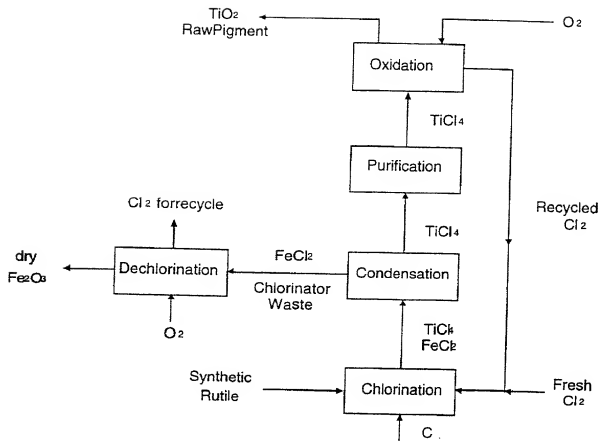 TiO2
RawPigment
O2
Oxidation
TiCl4
Purification
Recycled
Cl2
Cl2 forrecycle
TiCl4
dry
Fe2O3
Dechlorination
FeCl2
Chlorinator
Waste
Condensation
O2
TiCl4
FeCl2
Synthetic
Rutile
Chlorination
Fresh
Cl2
C